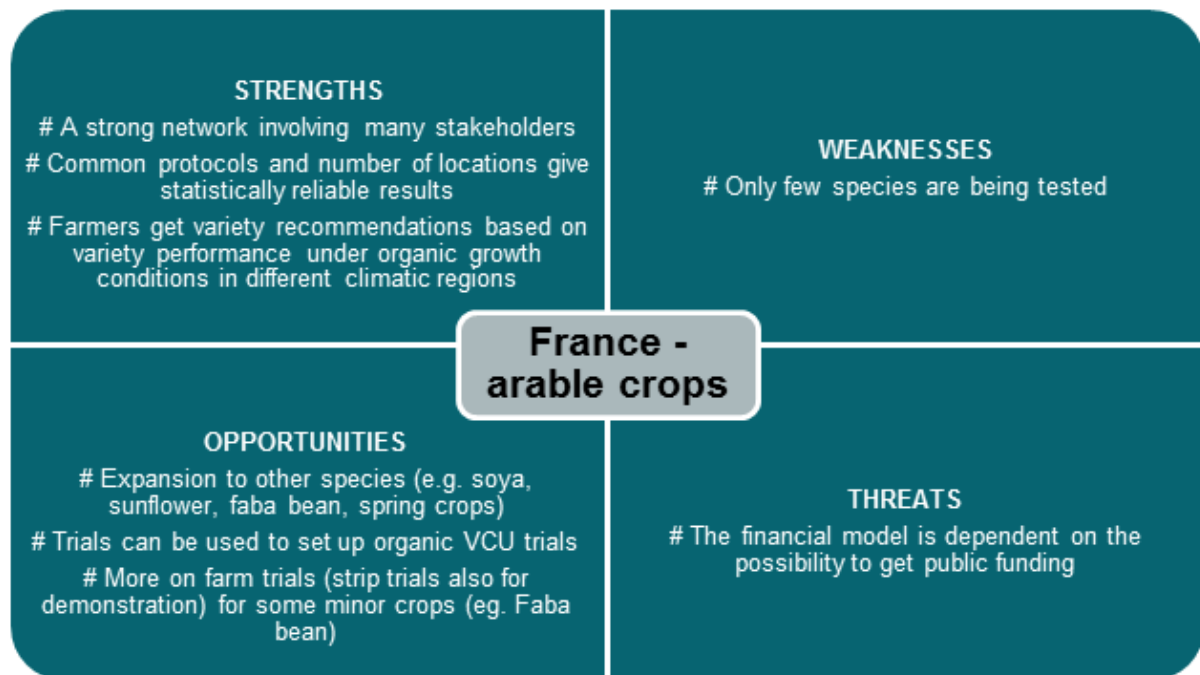 STRENGTHS
# A strong network involving many stakeholders
# Common protocols and number of locations give
statistically reliable results
# Farmers get variety recommendations based on
variety performance under organic growth
conditions in different climatic regions
WEAKNESSES
# Only few species are being tested
France -
arable crops
OPPORTUNITIES
# Expansion to other species (e.g. soya,
sunflower, faba bean, spring crops)
# Trials can be used to set up organic VCU trials
# More on farm trials (strip trials also for
demonstration) for some minor crops (eg. Faba
bean)
THREATS
# The financial model is dependent on the
possibility to get public funding